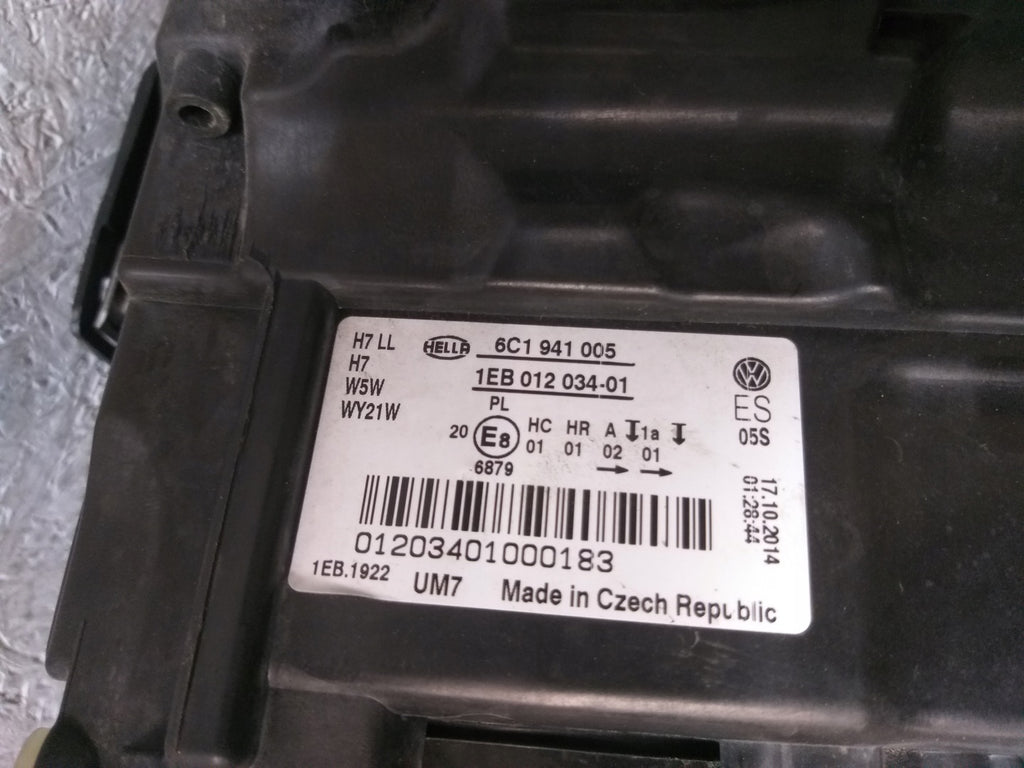 H7 LL
H7
W5W
WY21W
HELLA
6C1 941 005
1EB 012 034-01
PL
20 E8 HC HR A 1a
01 01 02 01
6879
VW
ES
05S
17.10.2014
01:28:44
01203401000183
1EB.1922 UM7 Made in Czech Republic